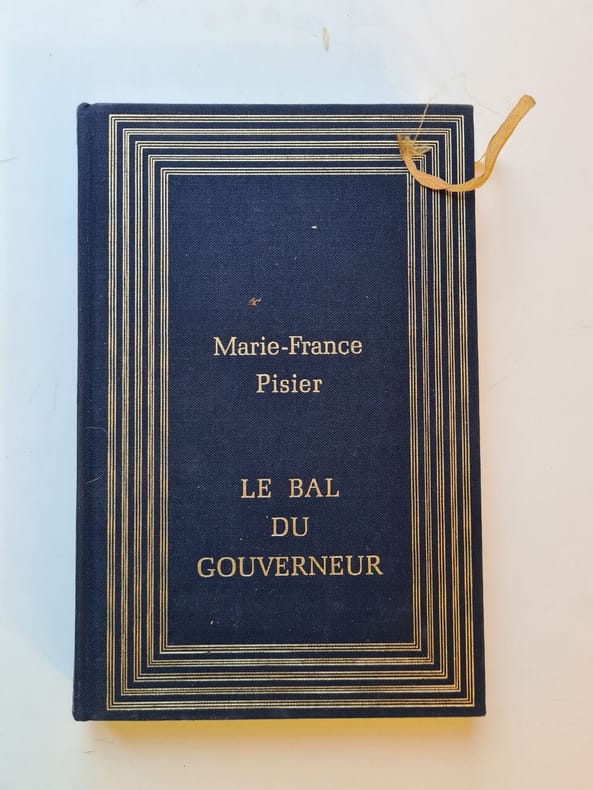 Marie-France
Pisier
LE BAL
DU
GOUVERNEUR